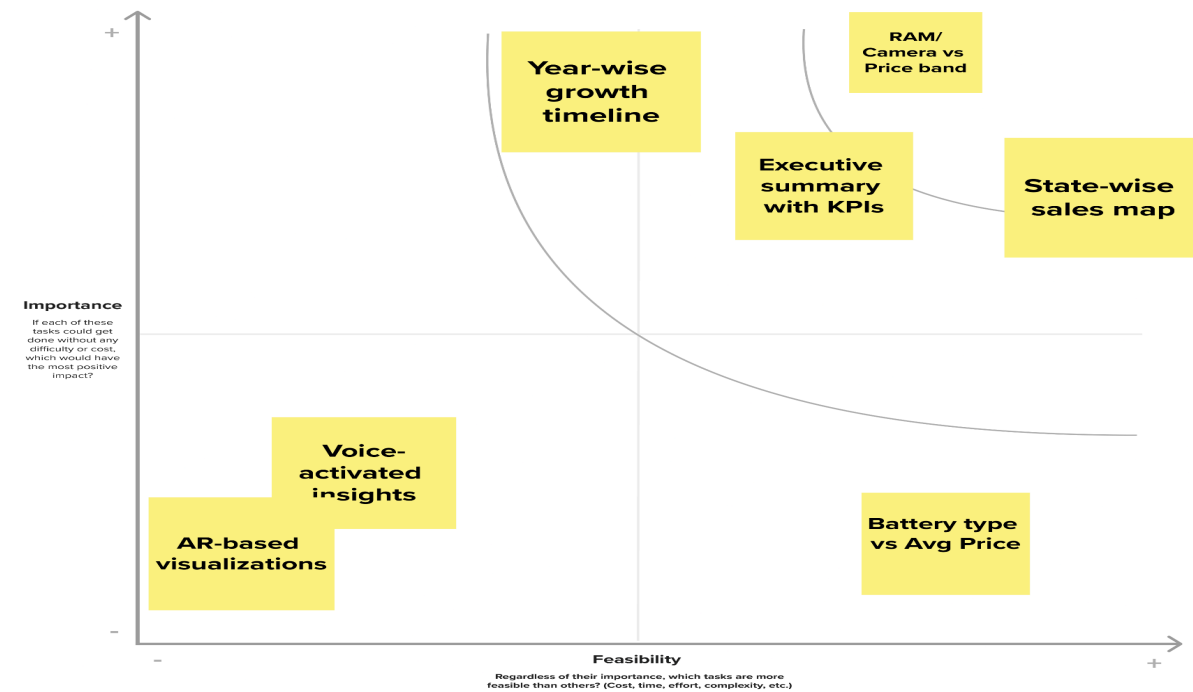 +
RAM/
Camera vs
Price band
Year-wise
growth
timeline
Executive
summary
with KPIs
State-wise
sales map
Importance
If each of these
tasks could get
done without any
difficulty or cost,
which would have
the most positive
impact?
Voice-
activated
insights
AR-based
visualizations
Battery type
vs Avg Price
-
-
Feasibility
+
Regardless of their importance, which tasks are more
feasible than others? (Cost, time, effort, complexity, etc.)